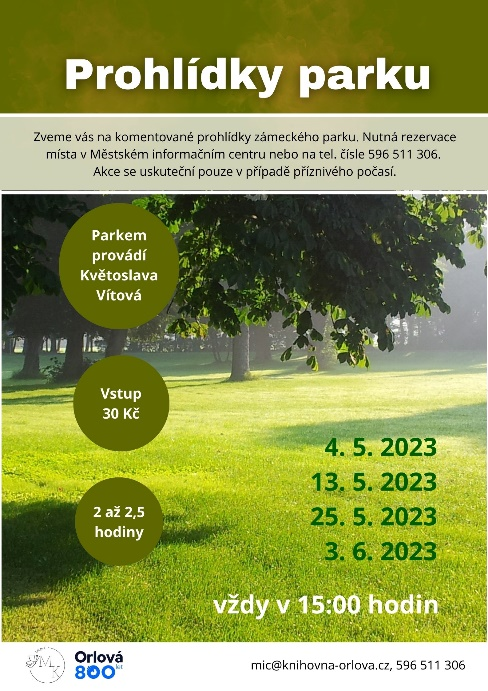 Prohlídky parku
Zveme vás na komentované prohlídky zámeckého parku. Nutná rezervace
místa v Městském informačním centru nebo na tel. čísle 596 511 306.
Akce se uskuteční pouze v případě příznivého počasí.
Parkem
provádí
Květoslava
Vítová
Vstup
30 Kč
2 až 2,5
hodiny
4. 5. 2023
13. 5. 2023
25. 5. 2023
3. 6. 2023
vždy v 15:00 hodin
Orlová
800 let
mic@knihovna-orlova.cz, 596 511 306